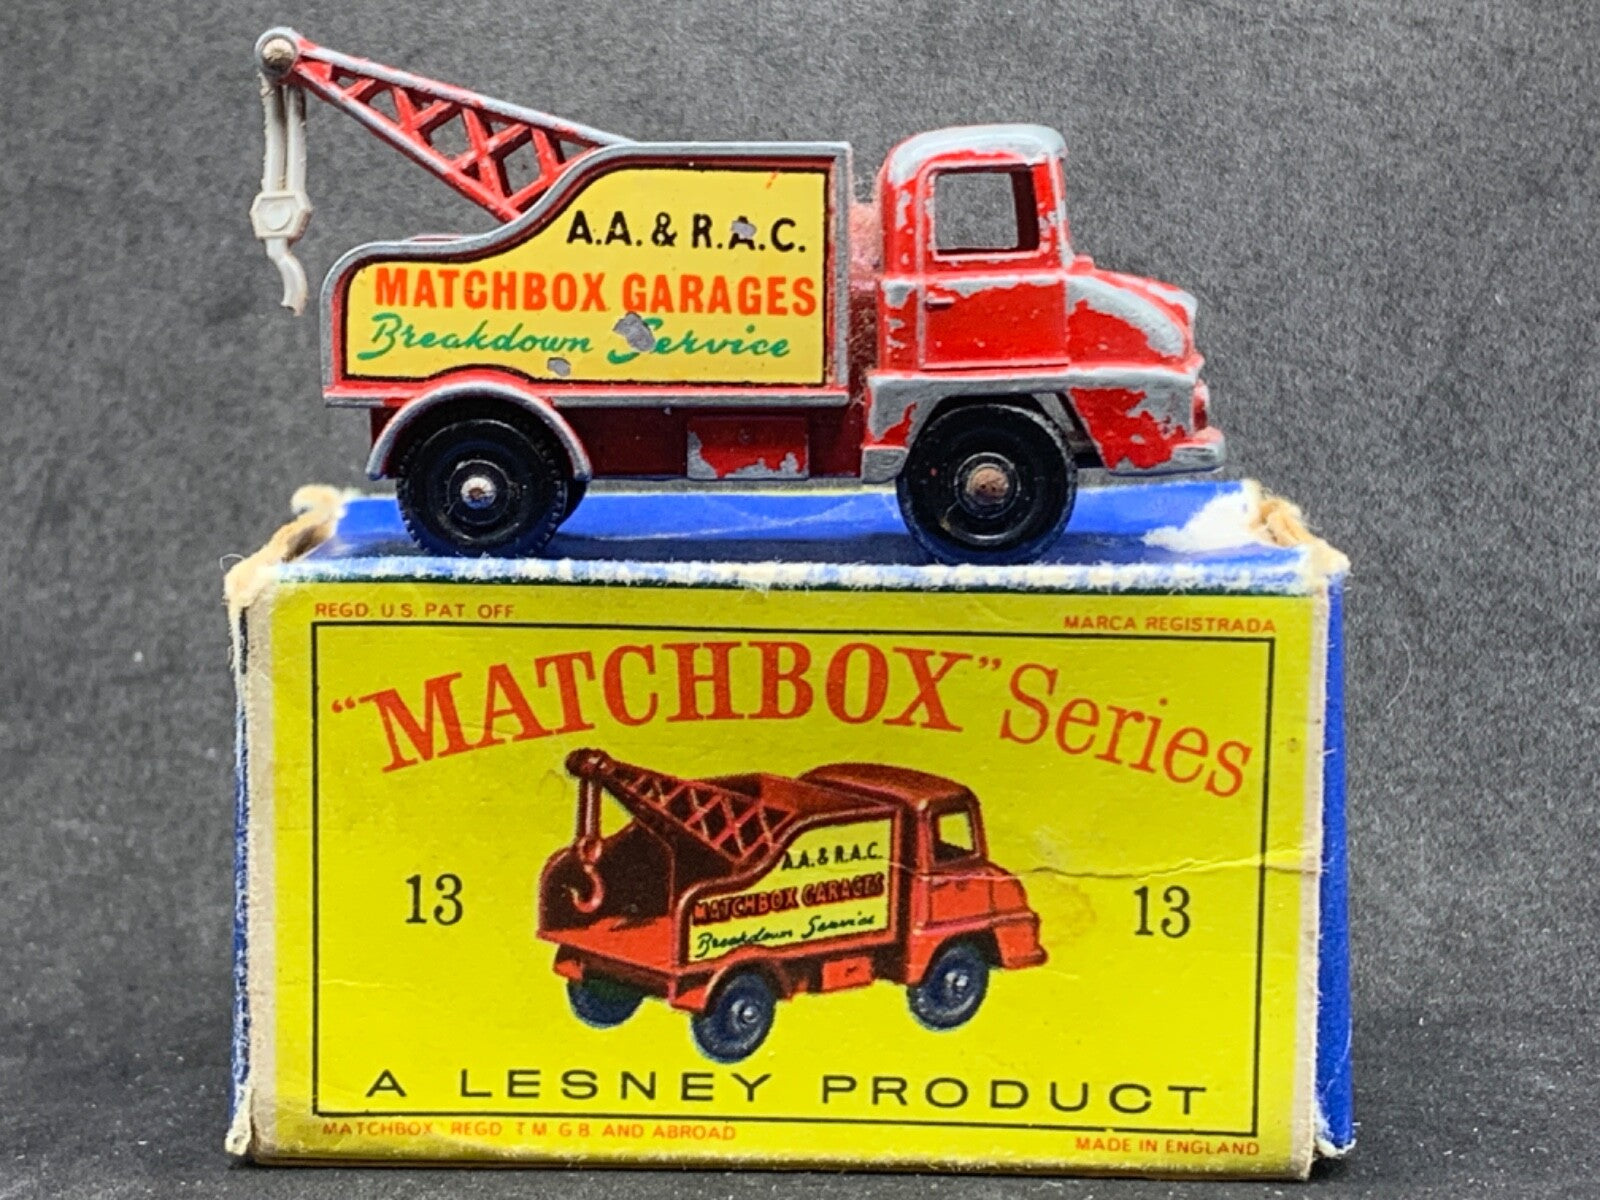 A.A. & R.A.C.
MATCHBOX GARAGES
Breakdown Service
REGD. U.S. PAT. OFF.
MARCA REGISTRADA
"MATCHBOX" Series
A.A. & R.A.C.
MATCHBOX GARAGES
Breakdown Service
13
13
A LESNEY PRODUCT
MATCHBOX REGD T.M. G.B. AND ABROAD
MADE IN ENGLAND